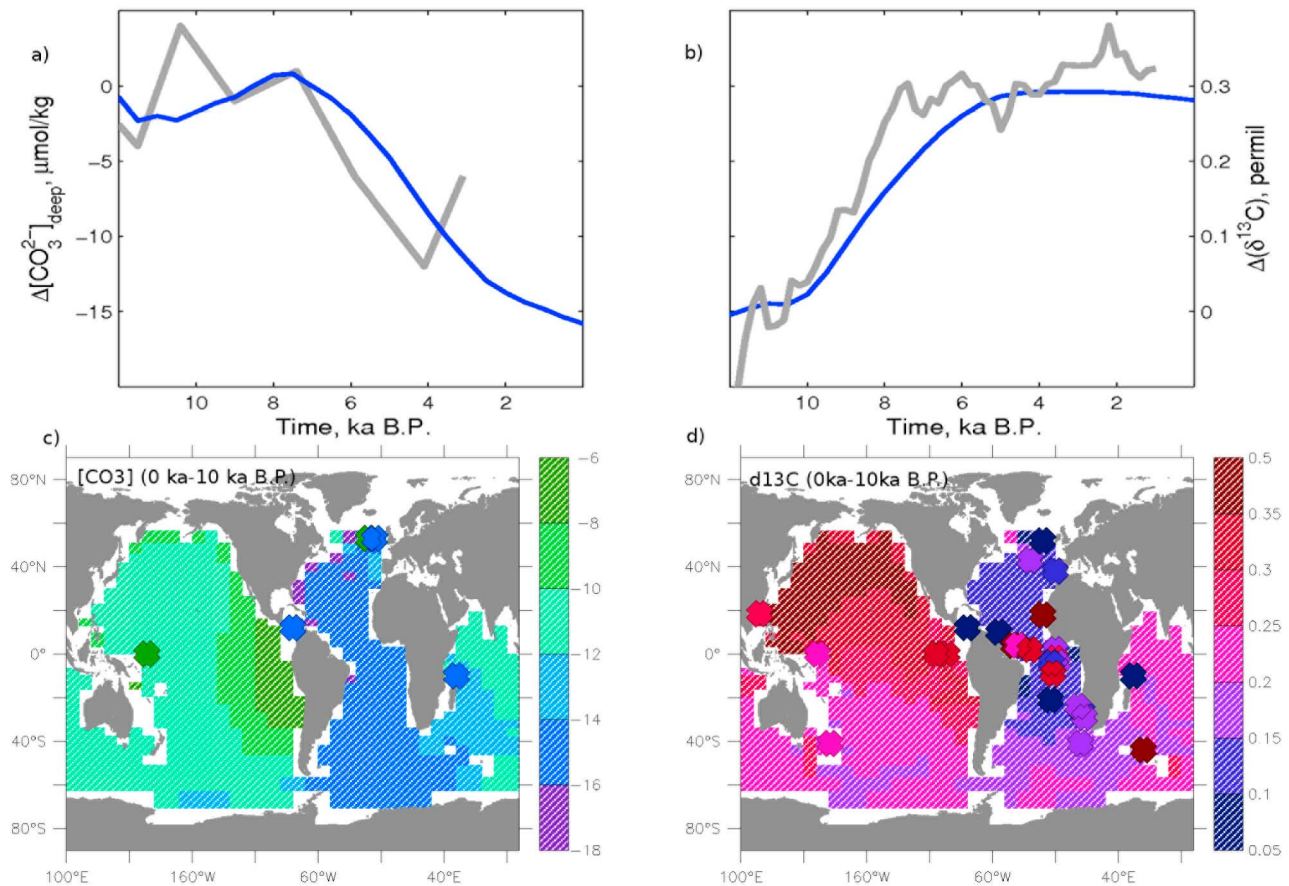 a)
0
−5
−10
−15
Δ[CO₃²⁻]deep, μmol/kg
10 8 6 4 2
Time, ka B.P.
b)
0.3
0.2
0.1
0
Δ(δ¹³C), permil
10 8 6 4 2
Time, ka B.P.
c)
[CO3] (0 ka-10 ka B.P.)
80°N
40°N
0°
40°S
80°S
100°E 160°W 60°W 40°E
−6
−8
−10
−12
−14
−16
−18
d)
d13C (0ka-10ka B.P.)
80°N
40°N
0°
40°S
80°S
100°E 160°W 60°W 40°E
0.5
0.35
0.3
0.25
0.2
0.15
0.1
0.05